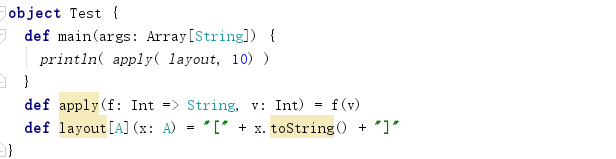 object Test {
def main(args: Array[String]) {
println( apply( layout, 10) )
}
def apply(f: Int => String, v: Int) = f(v)
def layout[A](x: A) = "[" + x.toString() + "]"
}